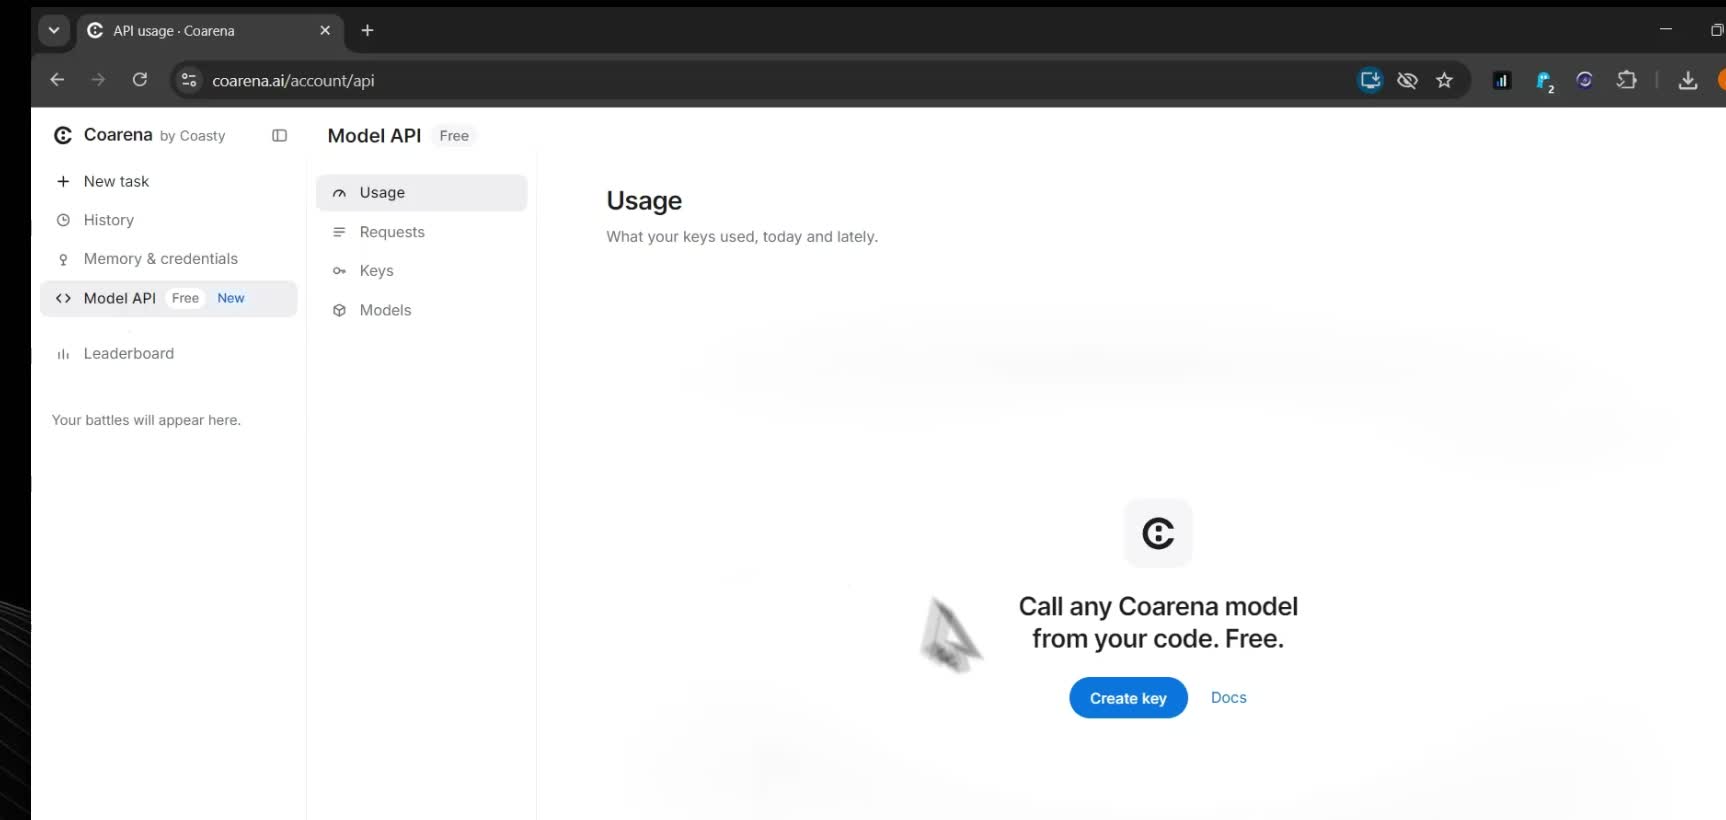 API usage · Coarena
coarena.ai/account/api
2
Coarena by Coasty
Model API Free
New task
History
Memory & credentials
Model API Free New
Leaderboard
Your battles will appear here.
Usage
Requests
Keys
Models
Usage
What your keys used, today and lately.
Call any Coarena model
from your code. Free.
Create key Docs